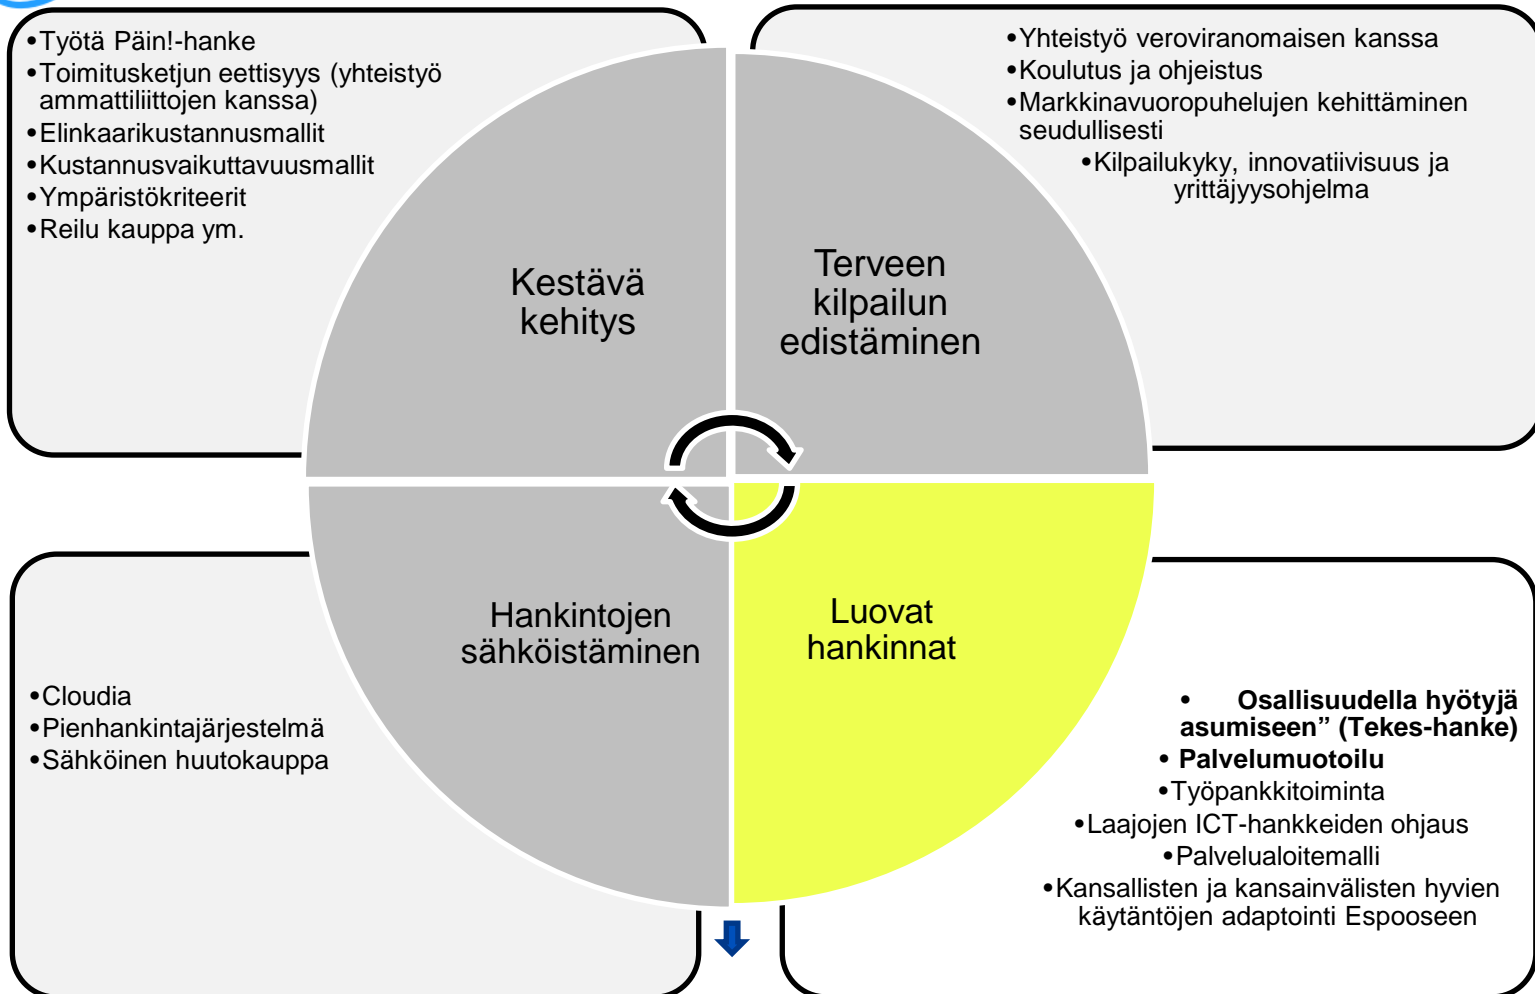 •Työtä Päin!-hanke
•Toimitusketjun eettisyys (yhteistyö
ammattiliittojen kanssa)
•Elinkaarikustannusmallit
•Kustannusvaikuttavuusmallit
•Ympäristökriteerit
•Reilu kauppa ym.
•Yhteistyö veroviranomaisen kanssa
•Koulutus ja ohjeistus
•Markkinavuoropuhelujen kehittäminen
seudullisesti
•Kilpailukyky, innovatiivisuus ja
yrittäjyysohjelma
Kestävä
kehitys
Terveen
kilpailun
edistäminen
Hankintojen
sähköistäminen
Luovat
hankinnat
•Cloudia
•Pienhankintajärjestelmä
•Sähköinen huutokauppa
• Osallisuudella hyötyjä
asumiseen” (Tekes-hanke)
• Palvelumuotoilu
•Työpankkitoiminta
•Laajojen ICT-hankkeiden ohjaus
•Palvelualoitemalli
•Kansallisten ja kansainvälisten hyvien
käytäntöjen adaptointi Espooseen